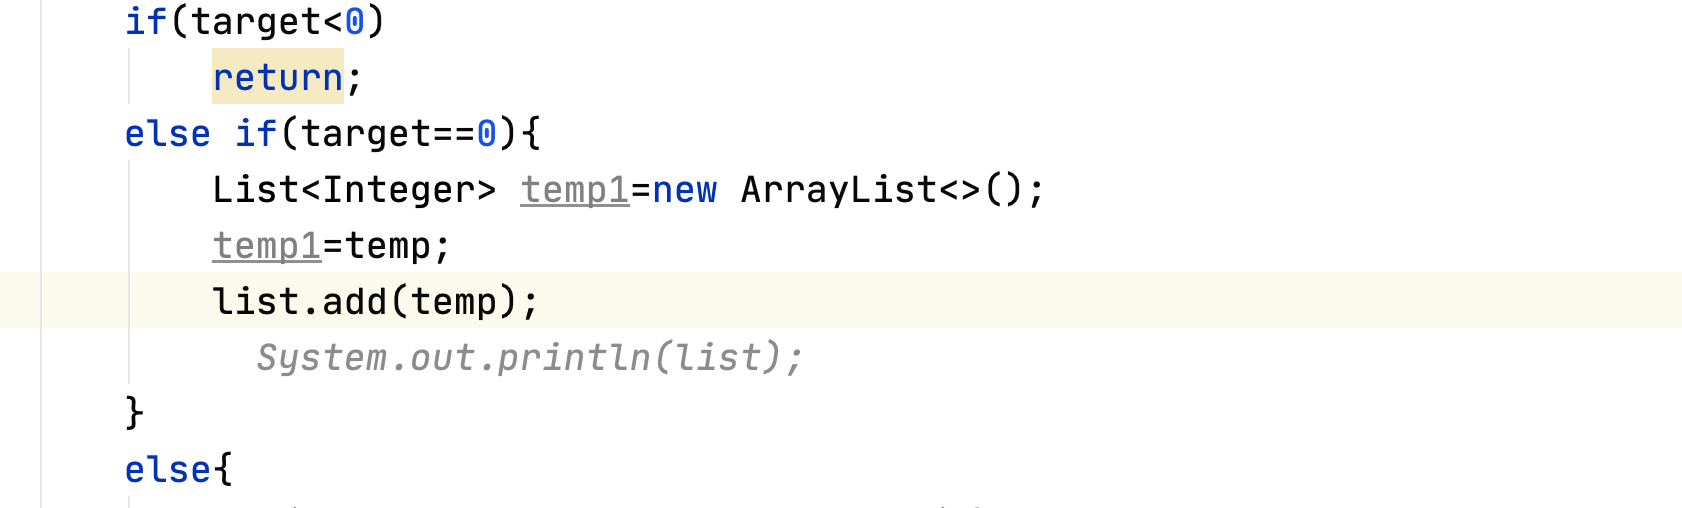 if(target<0)
return;
else if(target==0){
List<Integer> temp1=new ArrayList<>();
temp1=temp;
list.add(temp);
System.out.println(list);
}
else{